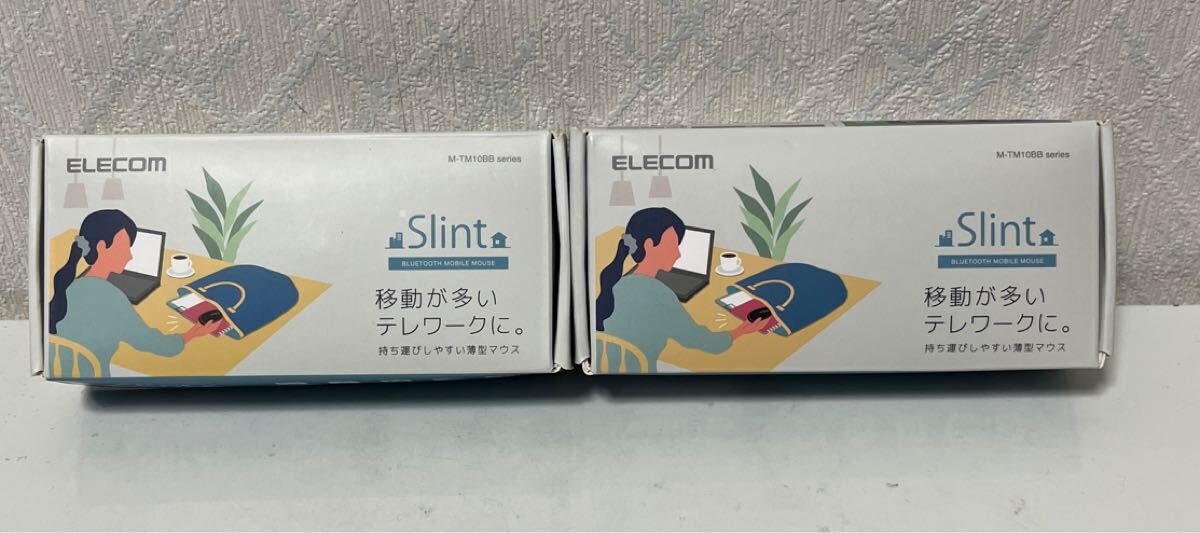 ELECOM
M-TM10BB series
Slint
BLUETOOTH MOBILE MOUSE
移動が多い
テレワークに。
持ち運びしやすい薄型マウス
ELECOM
M-TM10BB series
Slint
BLUETOOTH MOBILE MOUSE
移動が多い
テレワークに。
持ち運びしやすい薄型マウス